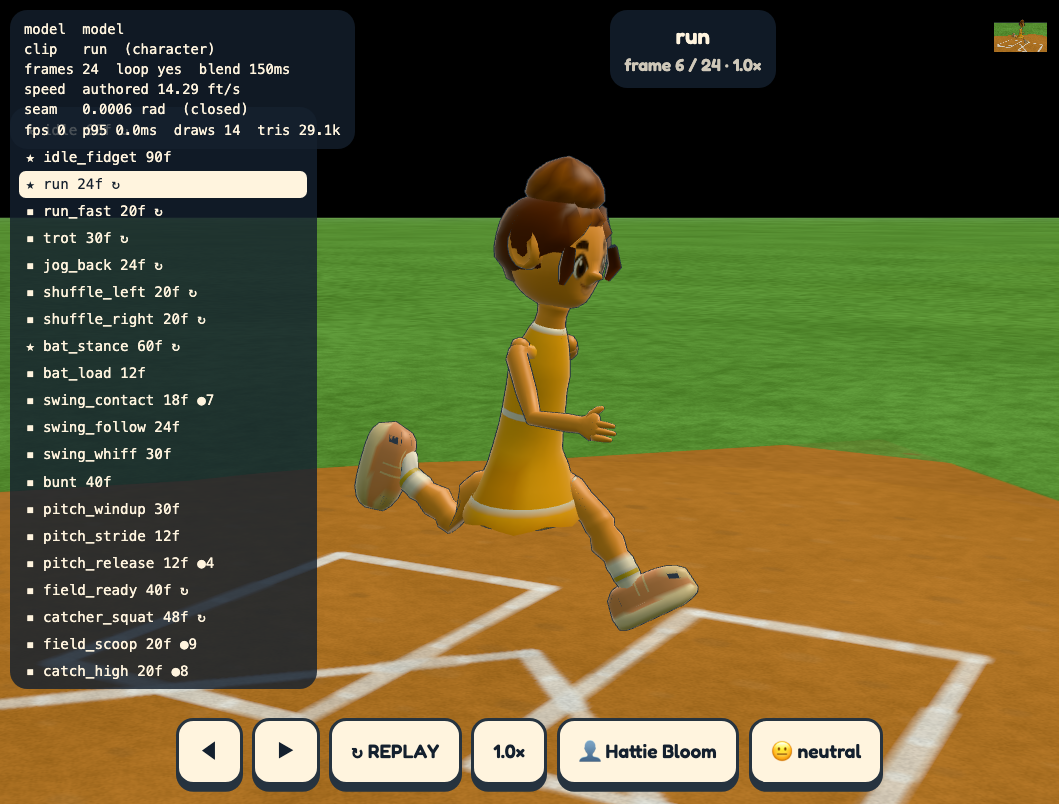 model  model
clip   run  (character)
frames 24  loop yes  blend 150ms
speed  authored 14.29 ft/s
seam   0.0006 rad  (closed)
fps 0  p95 0.0ms  draws 14  tris 29.1k
★ idle_fidget 90f
★ run 24f ↻
▪ run_fast 20f ↻
▪ trot 30f ↻
▪ jog_back 24f ↻
▪ shuffle_left 20f ↻
▪ shuffle_right 20f ↻
★ bat_stance 60f ↻
▪ bat_load 12f
▪ swing_contact 18f ●7
▪ swing_follow 24f
▪ swing_whiff 30f
▪ bunt 40f
▪ pitch_windup 30f
▪ pitch_stride 12f
▪ pitch_release 12f ●4
▪ field_ready 40f ↻
▪ catcher_squat 48f ↻
▪ field_scoop 20f ●9
▪ catch_high 20f ●8
run
frame 6 / 24 · 1.0x
↻ REPLAY
1.0x
Hattie Bloom
neutral